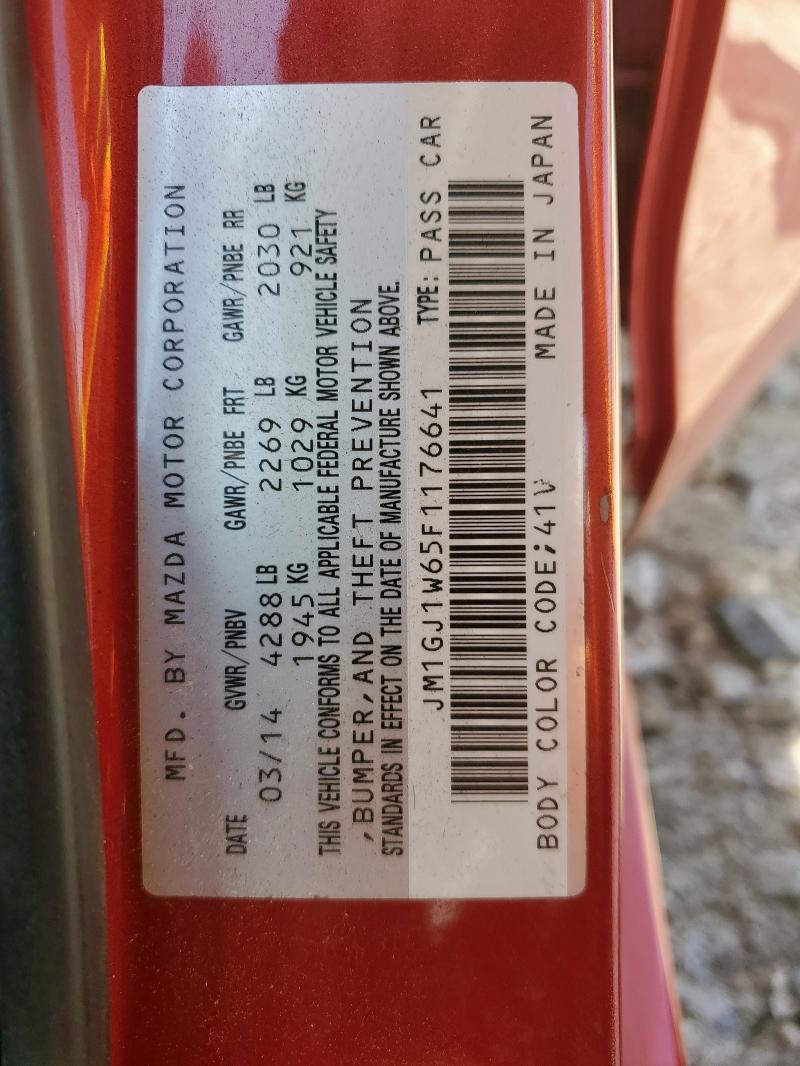 MFD. BY MAZDA MOTOR CORPORATION
DATE GVWR/PNBV GAWR/PNBE FRT GAWR/PNBE RR
03/14 4288 LB 2269 LB 2030 LB
1945 KG 1029 KG 921 KG
THIS VEHICLE CONFORMS TO ALL APPLICABLE FEDERAL MOTOR VEHICLE SAFETY
,BUMPER,AND THEFT PREVENTION
STANDARDS IN EFFECT ON THE DATE OF MANUFACTURE SHOWN ABOVE.
JM1GJ1W65F1176641 TYPE: PASS CAR
BODY COLOR CODE;41V MADE IN JAPAN